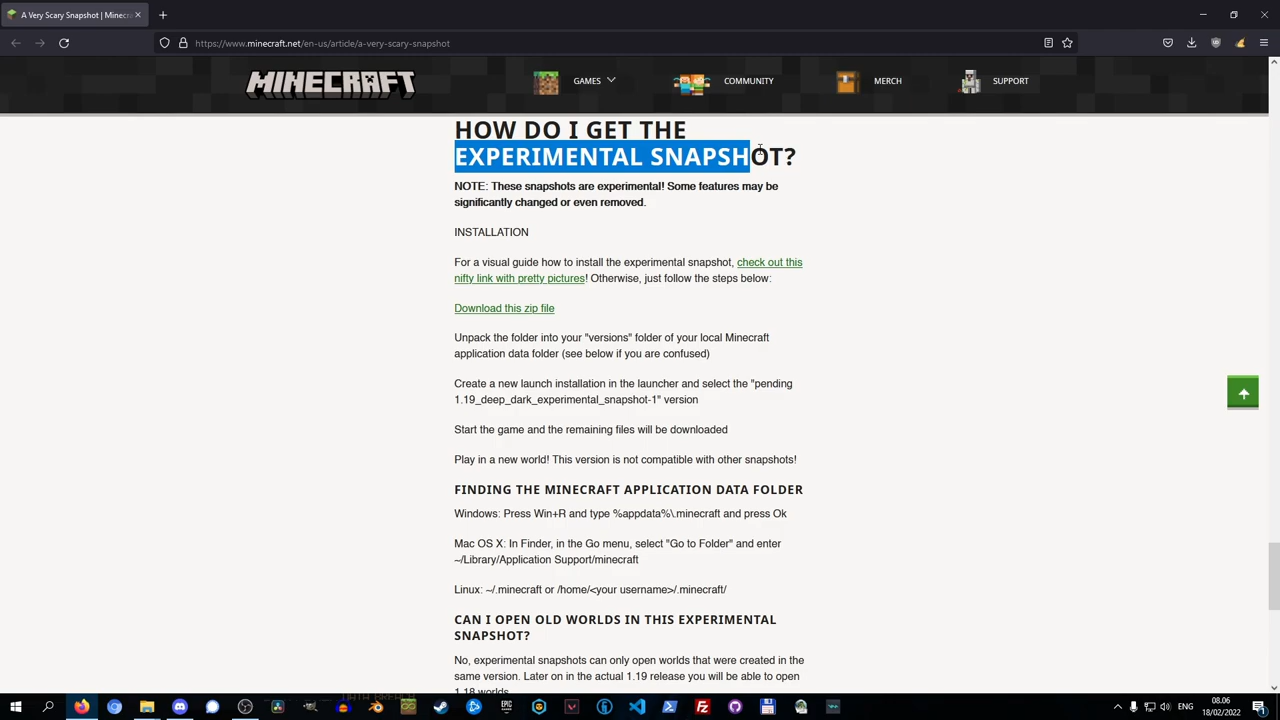 A Very Scary Snapshot | Minec
https://www.minecraft.net/en-us/article/a-very-scary-snapshot
MINECRAFT
GAMES
COMMUNITY
MERCH
SUPPORT
HOW DO I GET THE
EXPERIMENTAL SNAPSHOT?
NOTE: These snapshots are experimental! Some features may be
significantly changed or even removed.
INSTALLATION
For a visual guide how to install the experimental snapshot, check out this
nifty link with pretty pictures! Otherwise, just follow the steps below:
Download this zip file
Unpack the folder into your "versions" folder of your local Minecraft
application data folder (see below if you are confused)
Create a new launch installation in the launcher and select the "pending
1.19_deep_dark_experimental_snapshot-1" version
Start the game and the remaining files will be downloaded
Play in a new world! This version is not compatible with other snapshots!
FINDING THE MINECRAFT APPLICATION DATA FOLDER
Windows: Press Win+R and type %appdata%\.minecraft and press Ok
Mac OS X: In Finder, in the Go menu, select "Go to Folder" and enter
~/Library/Application Support/minecraft
Linux: ~/.minecraft or /home/<your username>/.minecraft/
CAN I OPEN OLD WORLDS IN THIS EXPERIMENTAL
SNAPSHOT?
No, experimental snapshots can only open worlds that were created in the
same version. Later on in the actual 1.19 release you will be able to open
1.18 worlds
EPIC
ENG
08.06
18/02/2022